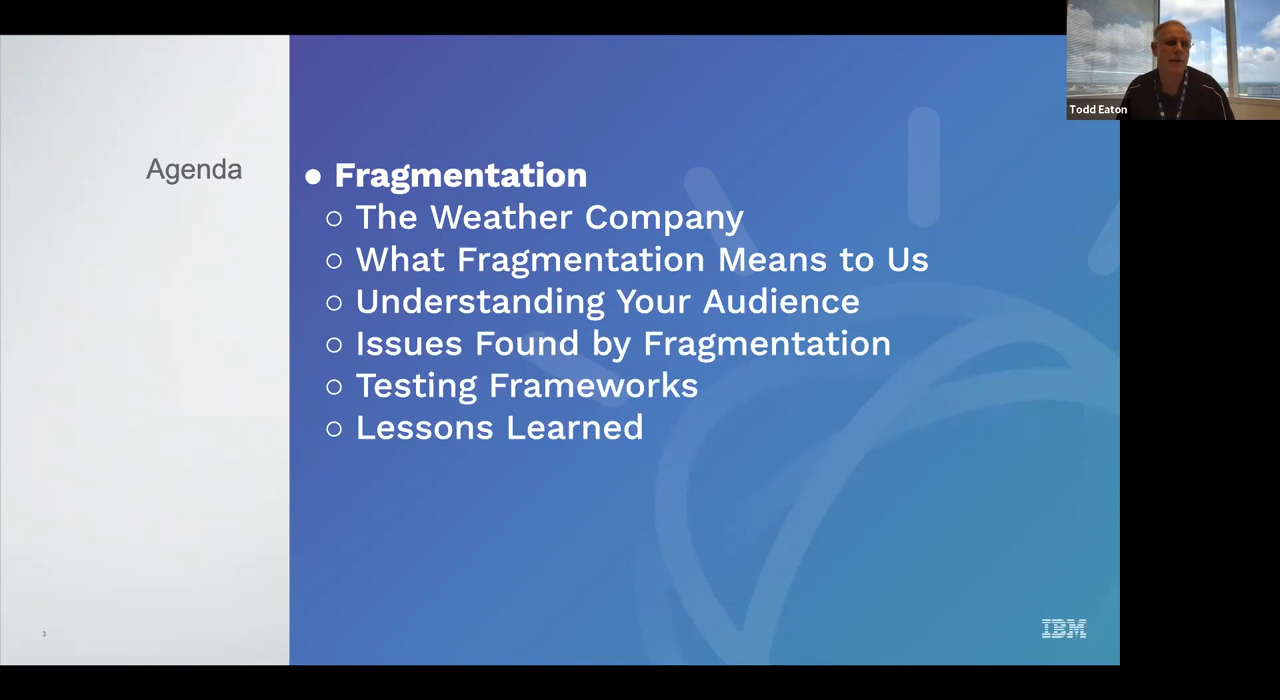 Todd Eaton
Agenda
● Fragmentation
○ The Weather Company
○ What Fragmentation Means to Us
○ Understanding Your Audience
○ Issues Found by Fragmentation
○ Testing Frameworks
○ Lessons Learned
3
IBM